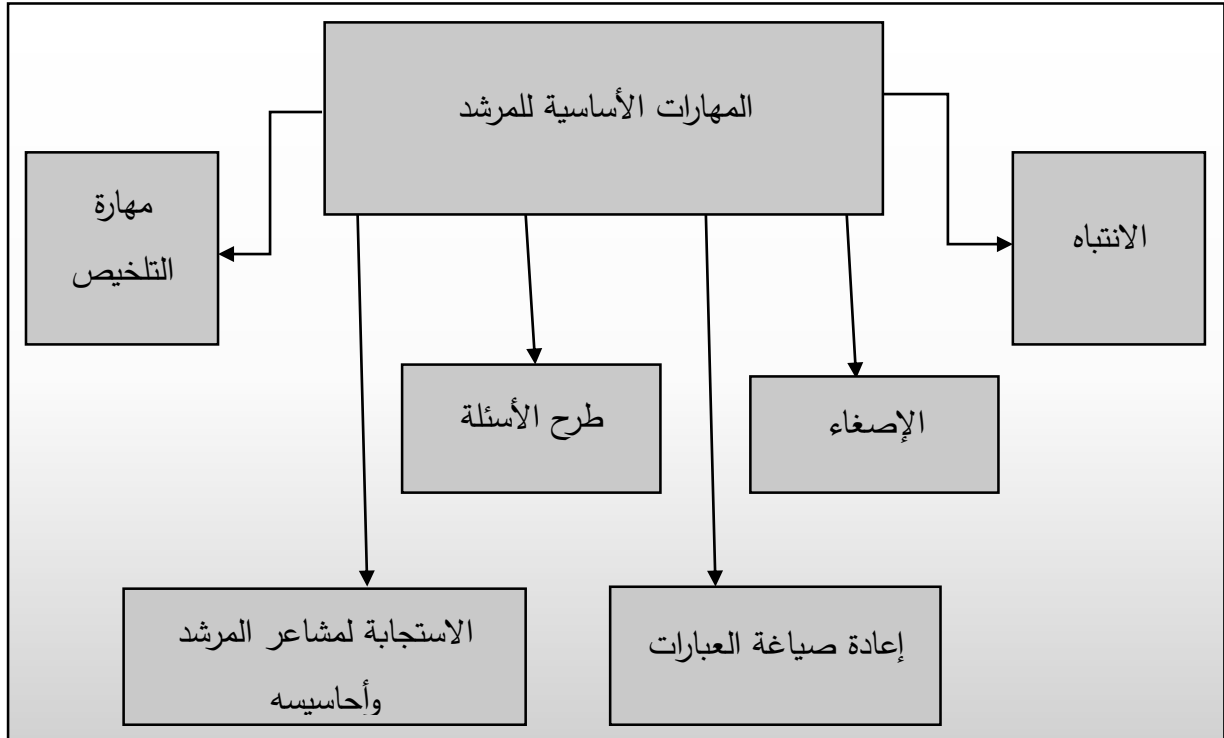 المهارات الأساسية للمرشد
الانتباه
مهارة
التلخيص
الإصغاء
طرح الأسئلة
إعادة صياغة العبارات
الاستجابة لمشاعر المرشد
وأحاسيسه